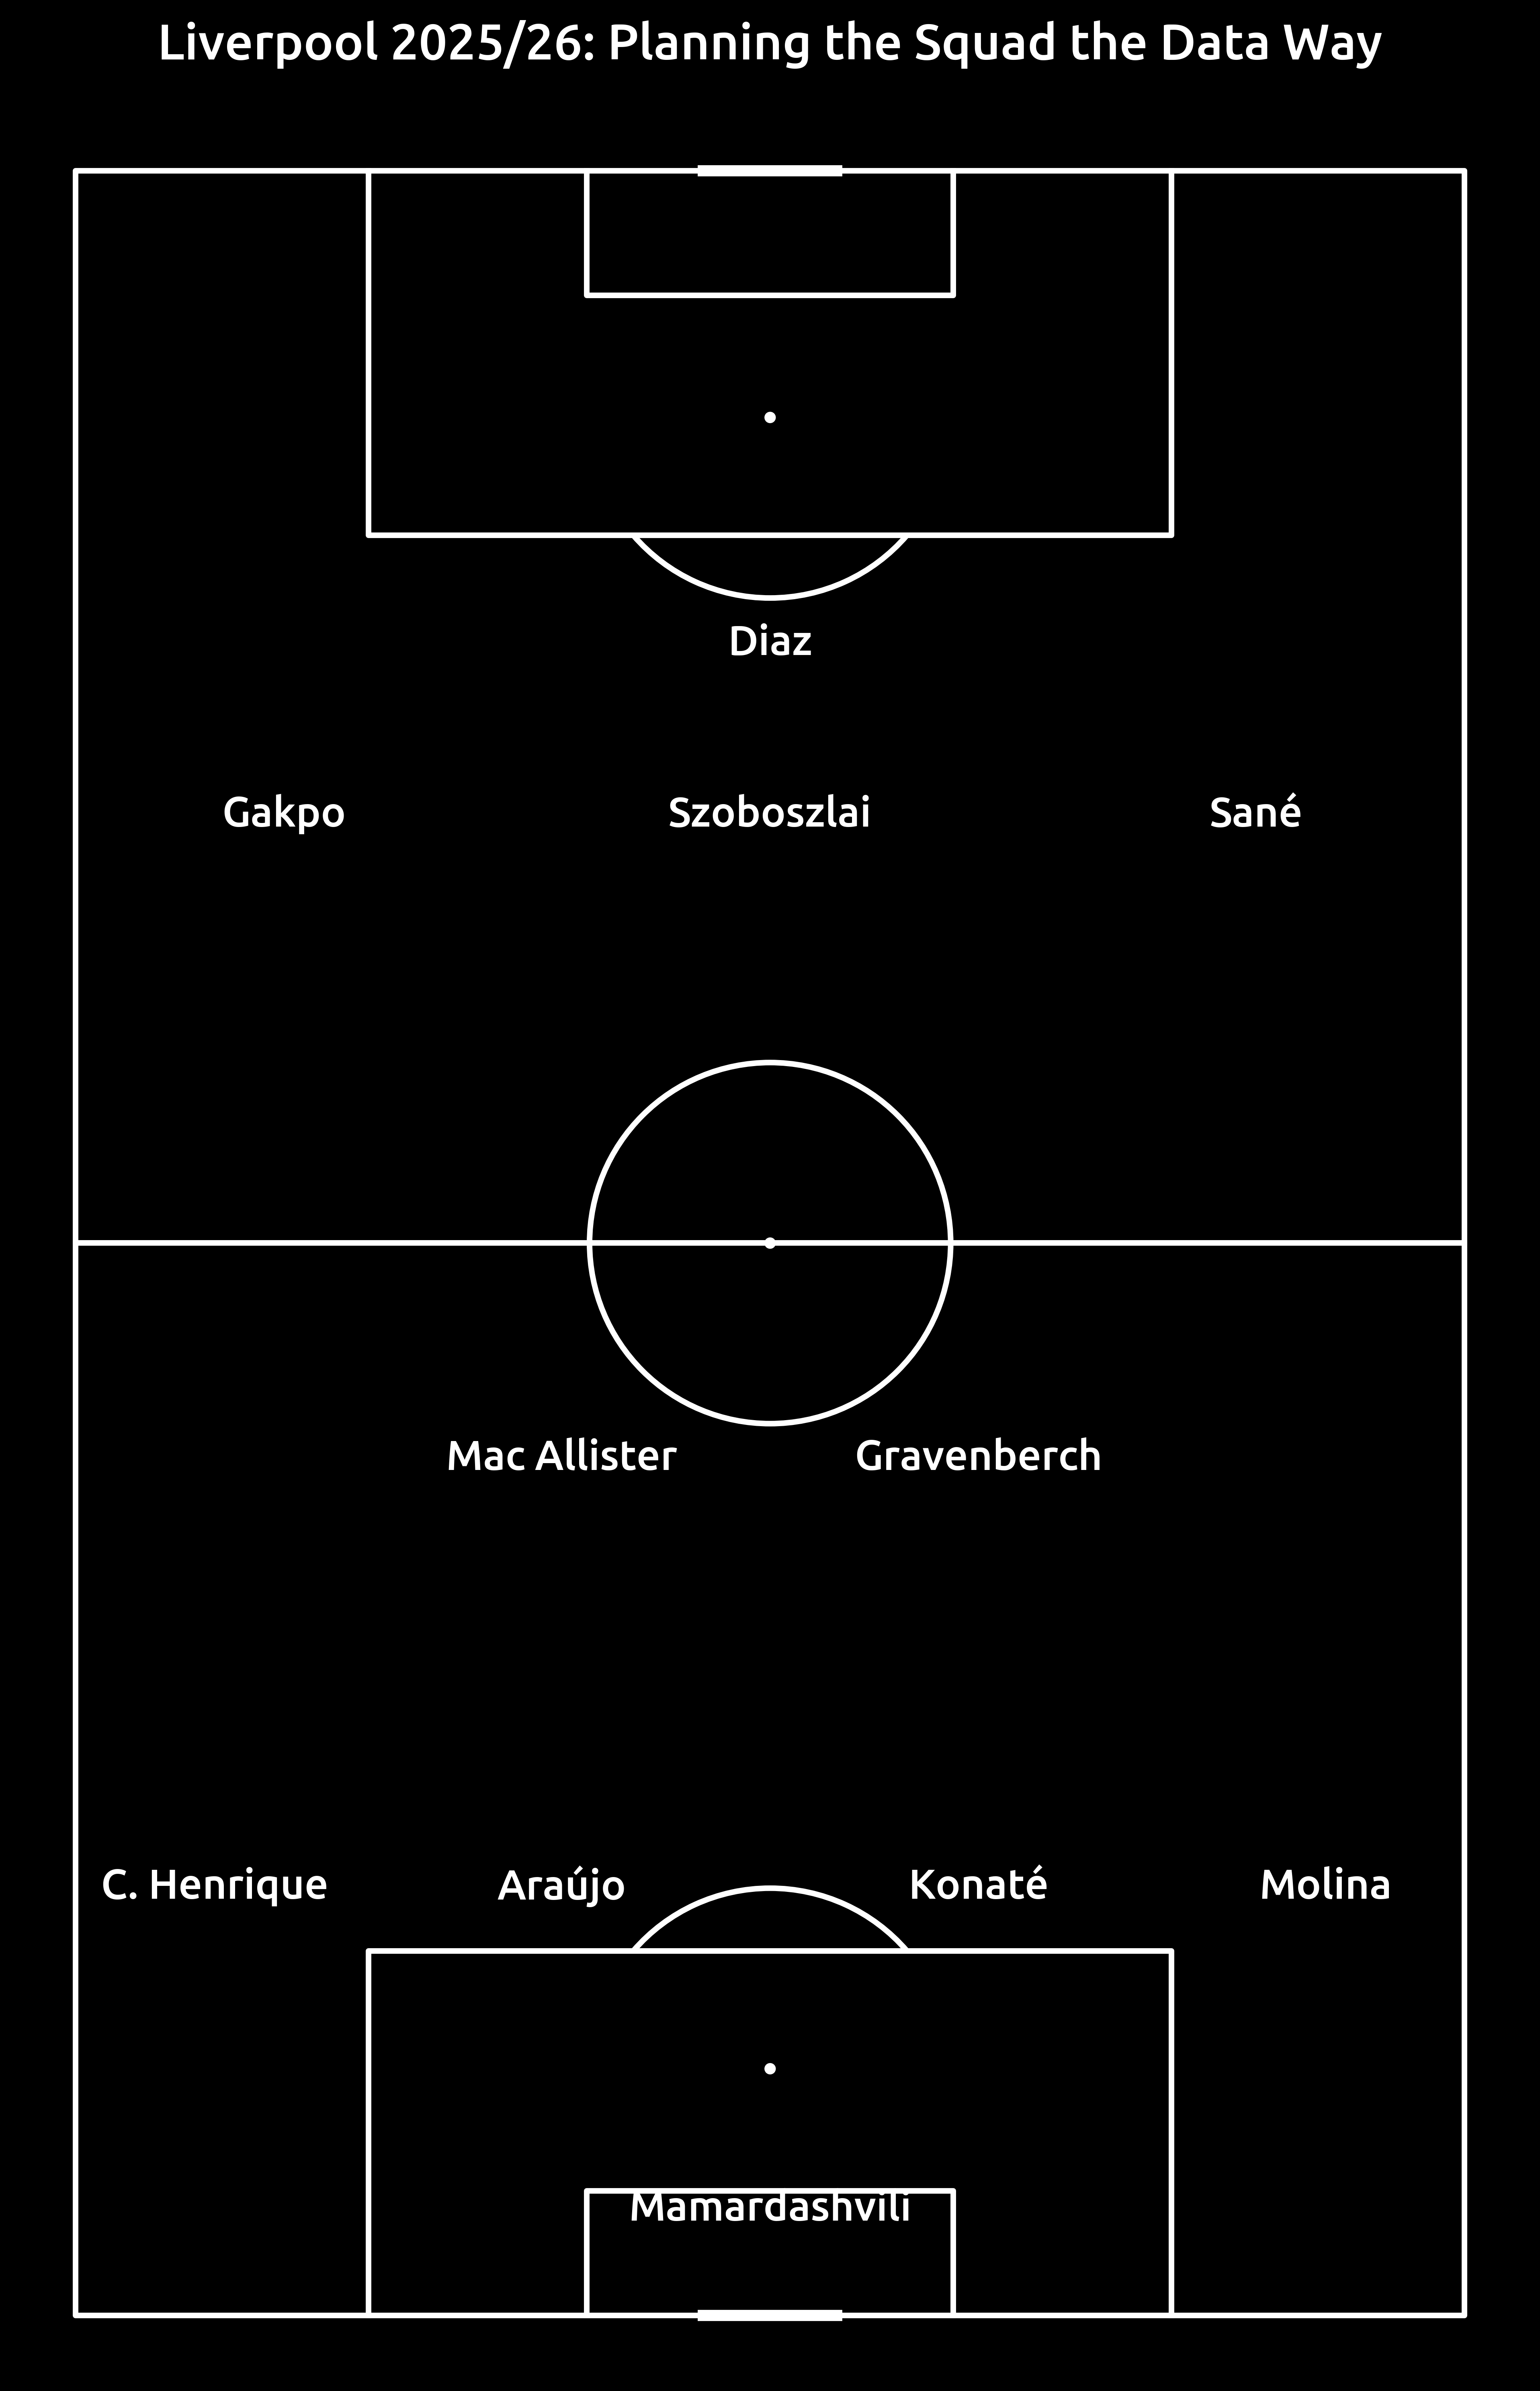 Liverpool 2025/26: Planning the Squad the Data Way
Diaz
Gakpo Szoboszlai Sané
Mac Allister Gravenberch
C. Henrique Araújo Konaté Molina
Mamardashvili